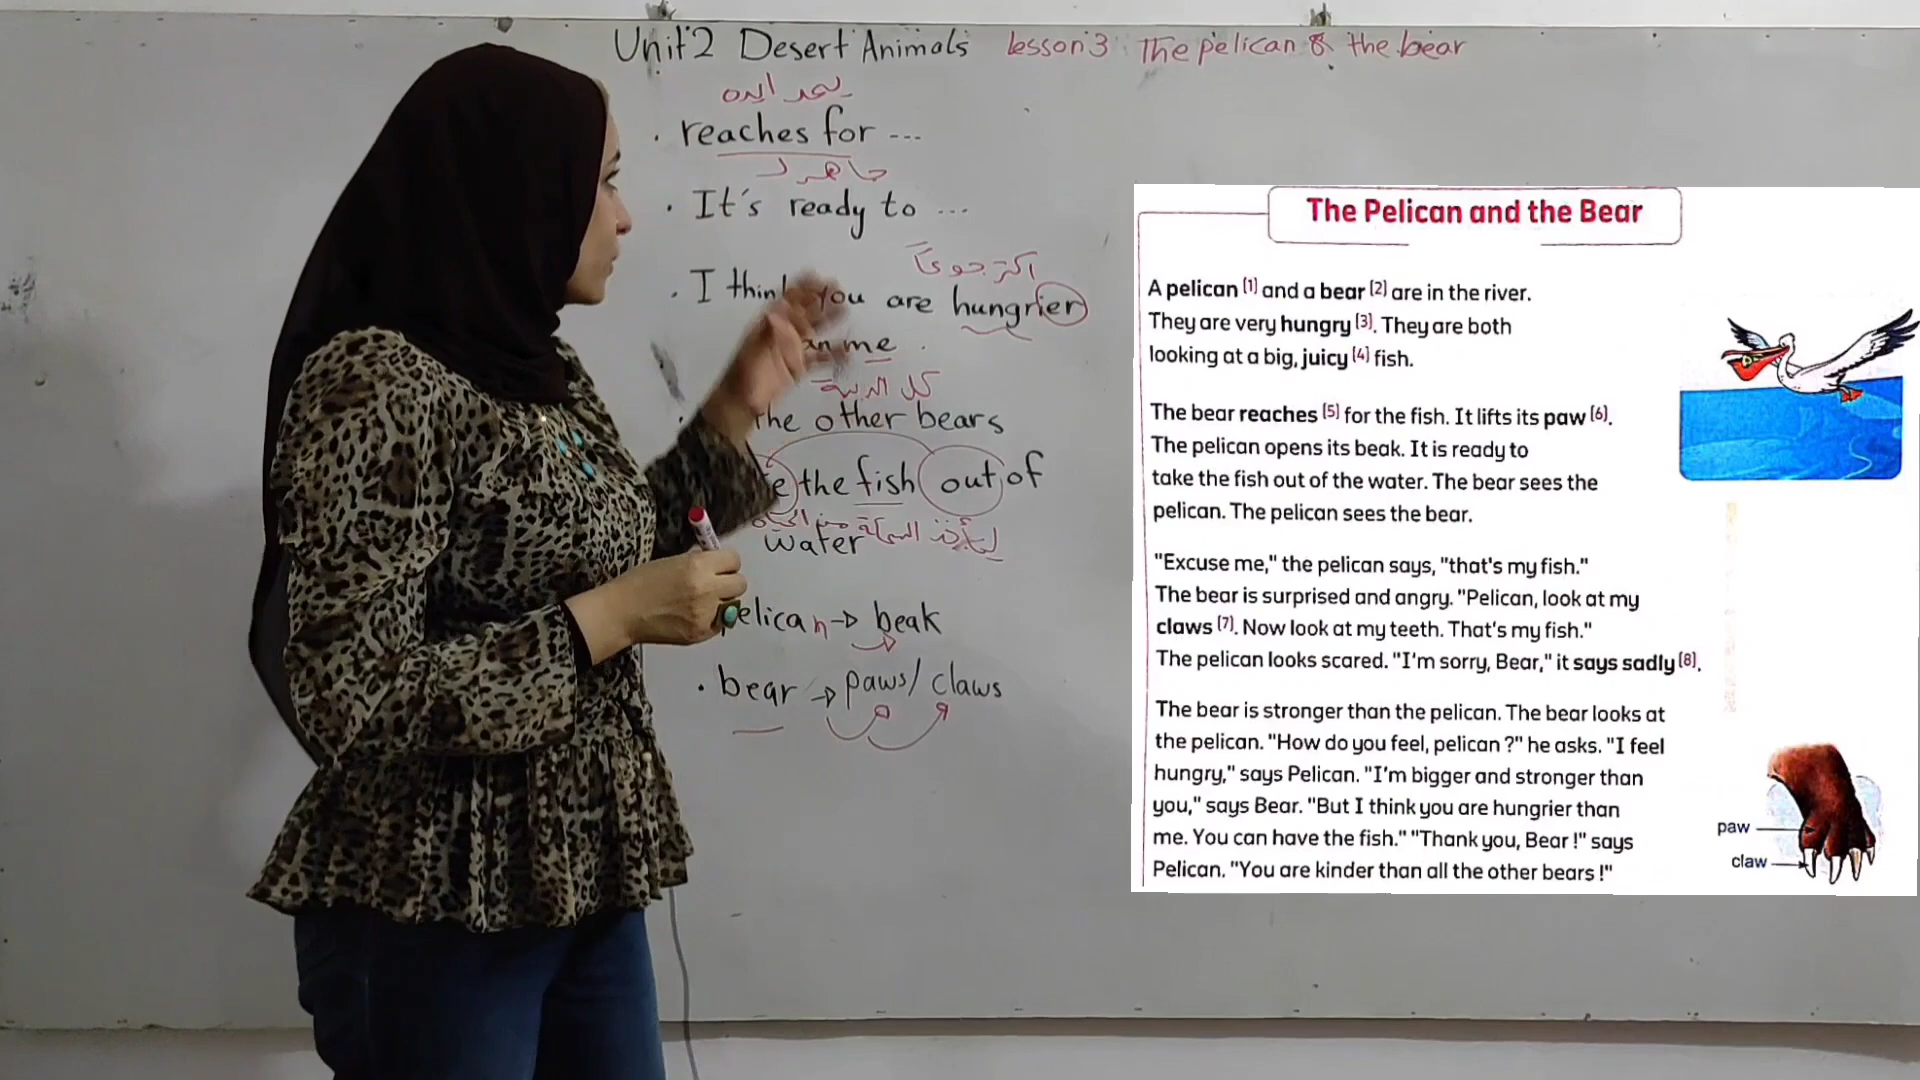 Unit 2 Desert Animals lesson 3 The pelican & the bear
يمد ايده
. reaches for ---
جاهز لـ
. It's ready to ---
أكثر جوعًا
. I think you are hungrier
me .
كل الدببة
the other bears
the fish out of
ليأخذ السمكة من المياه
water
pelican → beak
. bear → paws/ claws
The Pelican and the Bear
A pelican (1) and a bear (2) are in the river.
They are very hungry (3). They are both
looking at a big, juicy (4) fish.
The bear reaches (5) for the fish. It lifts its paw (6).
The pelican opens its beak. It is ready to
take the fish out of the water. The bear sees the
pelican. The pelican sees the bear.
"Excuse me," the pelican says, "that's my fish."
The bear is surprised and angry. "Pelican, look at my
claws (7). Now look at my teeth. That's my fish."
The pelican looks scared. "I'm sorry, Bear," it says sadly (8).
The bear is stronger than the pelican. The bear looks at
the pelican. "How do you feel, pelican ?" he asks. "I feel
hungry," says Pelican. "I'm bigger and stronger than
you," says Bear. "But I think you are hungrier than
me. You can have the fish." "Thank you, Bear !" says
Pelican. "You are kinder than all the other bears !"
paw
claw